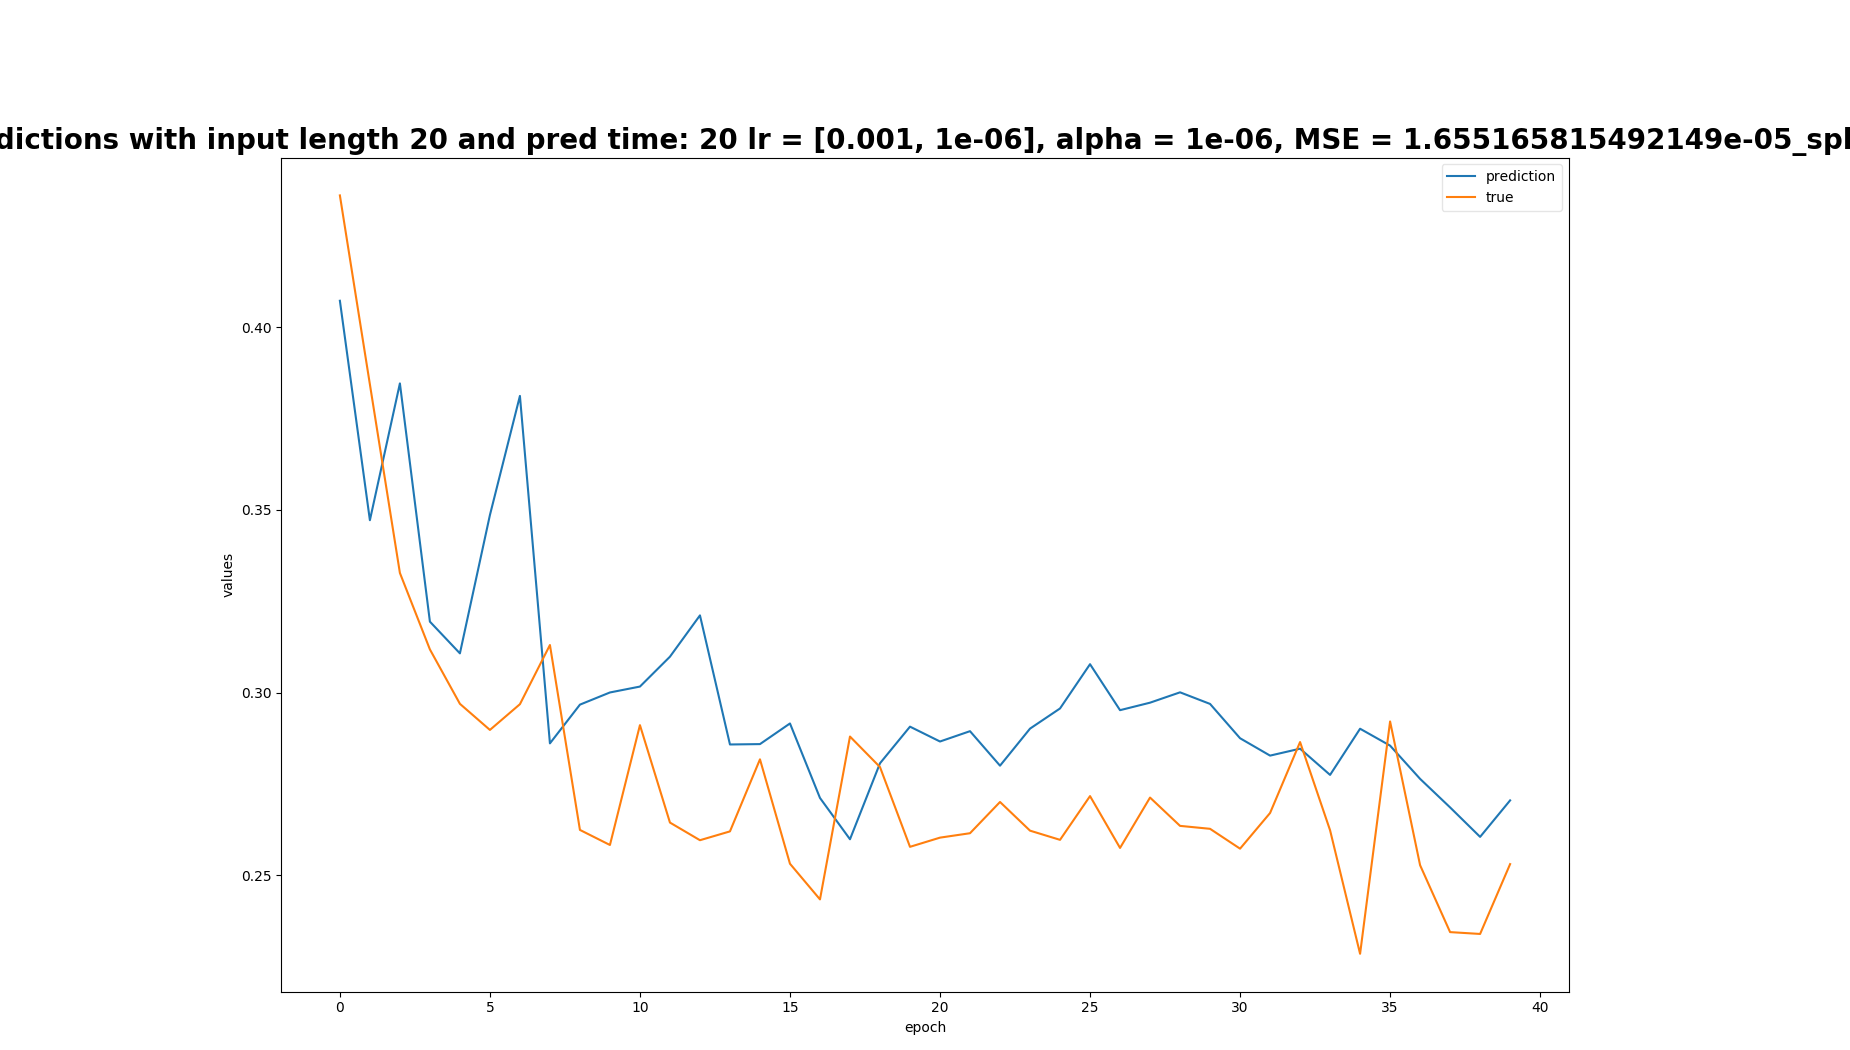 dictions with input length 20 and pred time: 20 lr = [0.001, 1e-06], alpha = 1e-06, MSE = 1.655165815492149e-05_spl
prediction
true
0.40
0.35
0.30
0.25
values
0 5 10 15 20 25 30 35 40
epoch